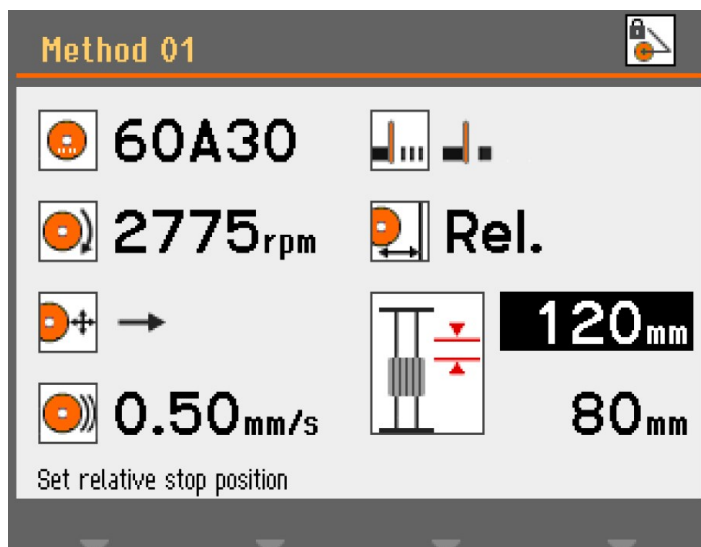 Method 01
60A30
2775rpm
Rel.
120mm
0.50mm/s
80mm
Set relative stop position